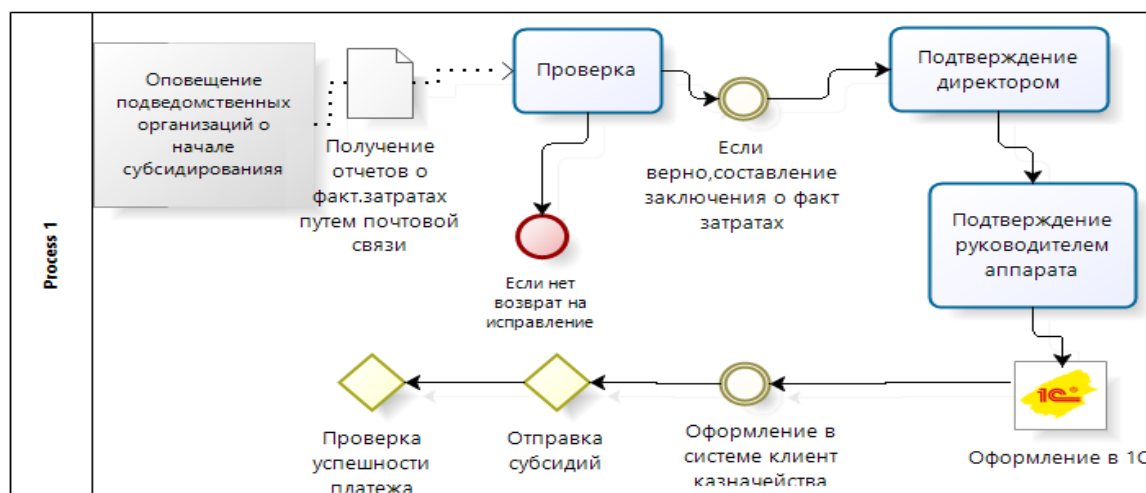 Process 1
Оповещение
подведомственных
организаций о
начале
субсидированияя
Получение
отчетов о
факт.затратах
путем почтовой
связи
Проверка
Если нет
возврат на
исправление
Если
верно,составление
заключения о факт
затратах
Подтверждение
директором
Подтверждение
руководителем
аппарата
1С
Оформление в 1С
Оформление в
системе клиент
казначейства
Отправка
субсидий
Проверка
успешности
платежа